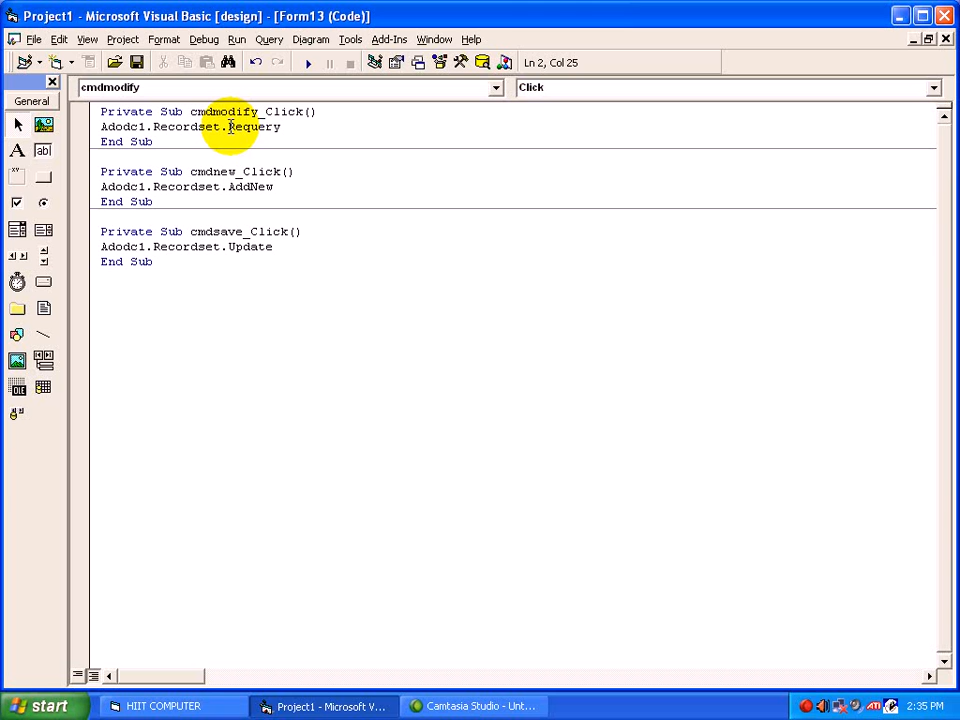 Project1 - Microsoft Visual Basic [design] - [Form13 (Code)]
File Edit View Project Format Debug Run Query Diagram Tools Add-Ins Window Help
Ln 2, Col 25
cmdmodify Click
General
Private Sub cmdmodify_Click()
Adodc1.Recordset.Requery
End Sub
Private Sub cmdnew_Click()
Adodc1.Recordset.AddNew
End Sub
Private Sub cmdsave_Click()
Adodc1.Recordset.Update
End Sub
start HIIT COMPUTER Project1 - Microsoft V... Camtasia Studio - Unt... 2:35 PM